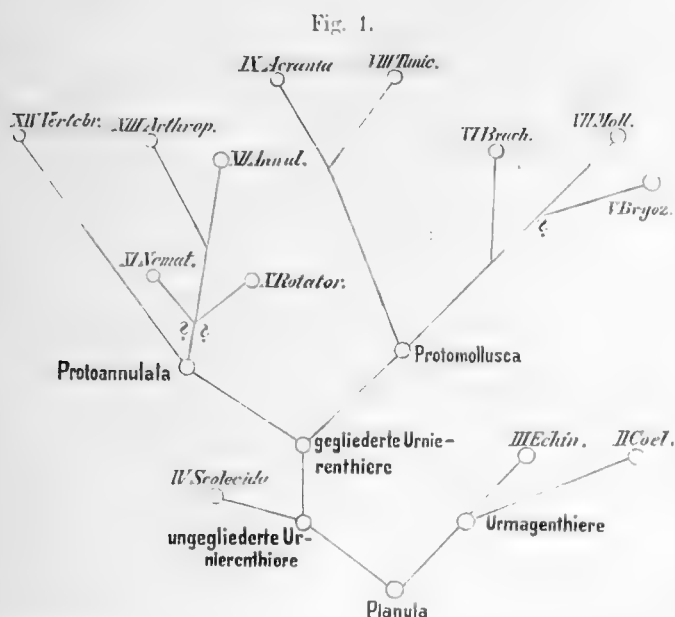 Fig. 1.
IX Acrania
VIII Tunic.
XIV Vertebr.
XIII Arthrop.
XII Annul.
VI Brach.
VII Moll.
V Bryoz.
XI Nemat.
X Rotator.
?
? ?
Protoannulata
Protomollusca
gegliederte Urnie-
renthiere
III Echin.
II Coel.
IV Scolecida
ungegliederte Ur-
nierenthiere
Urmagenthiere
Planula